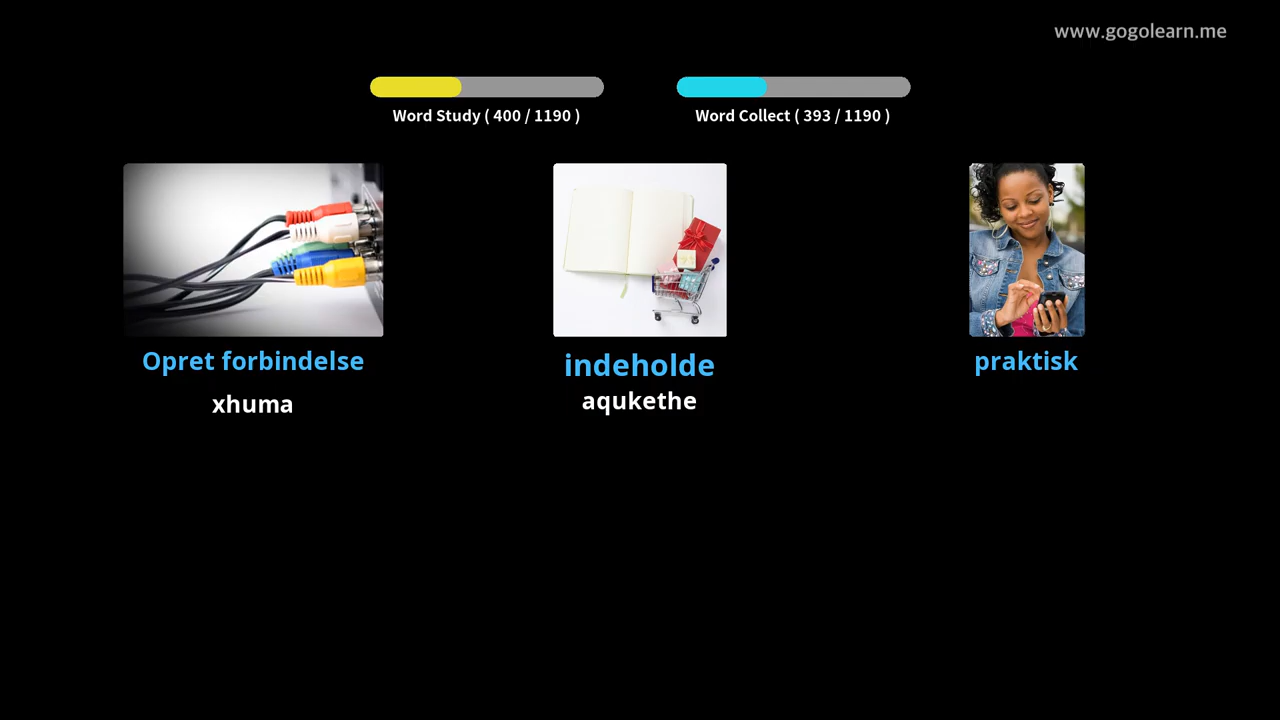 www.gogolearn.me
Word Study ( 400 / 1190 )
Word Collect ( 393 / 1190 )
Opret forbindelse
indeholde
praktisk
xhuma
aqukethe